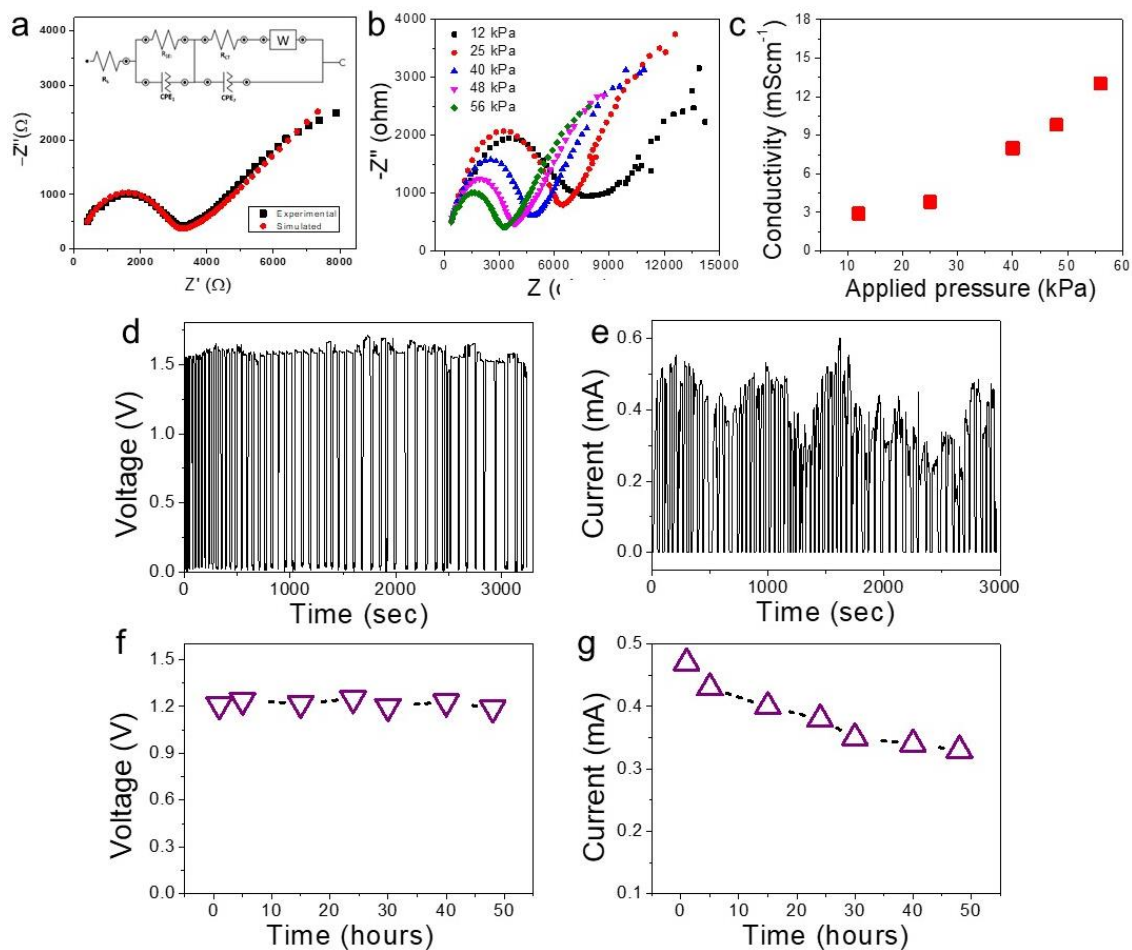 a
4000
3000
2000
1000
0
-Z''(Ω)
0 2000 4000 6000 8000
Z' (Ω)
W
CPE₁
Experimental
Simulated
b
4000
3000
2000
1000
0
-Z'' (ohm)
12 kPa
25 kPa
40 kPa
48 kPa
56 kPa
0 3000 6000 9000 12000 15000
c
18
15
12
9
6
3
0
Conductivity (mScm⁻¹)
10 20 30 40 50 60
Applied pressure (kPa)
d
1.5
1.0
0.5
0.0
Voltage (V)
0 1000 2000 3000
Time (sec)
e
0.6
0.4
0.2
0.0
Current (mA)
0 1000 2000 3000
Time (sec)
f
1.5
1.2
0.9
0.6
0.3
0.0
Voltage (V)
0 10 20 30 40 50
Time (hours)
g
0.5
0.4
0.3
0.2
0.1
Current (mA)
0 10 20 30 40 50
Time (hours)